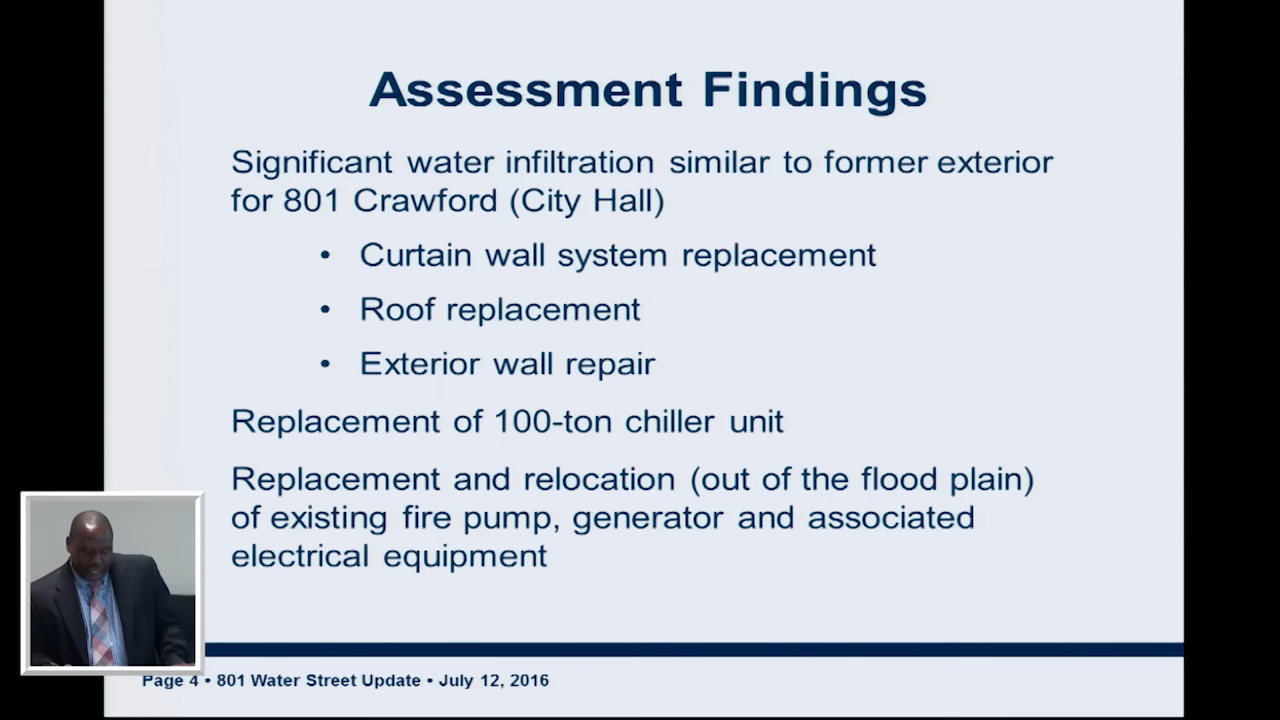 Assessment Findings
Significant water infiltration similar to former exterior
for 801 Crawford (City Hall)
• Curtain wall system replacement
• Roof replacement
• Exterior wall repair
Replacement of 100-ton chiller unit
Replacement and relocation (out of the flood plain)
of existing fire pump, generator and associated
electrical equipment
Page 4 • 801 Water Street Update • July 12, 2016